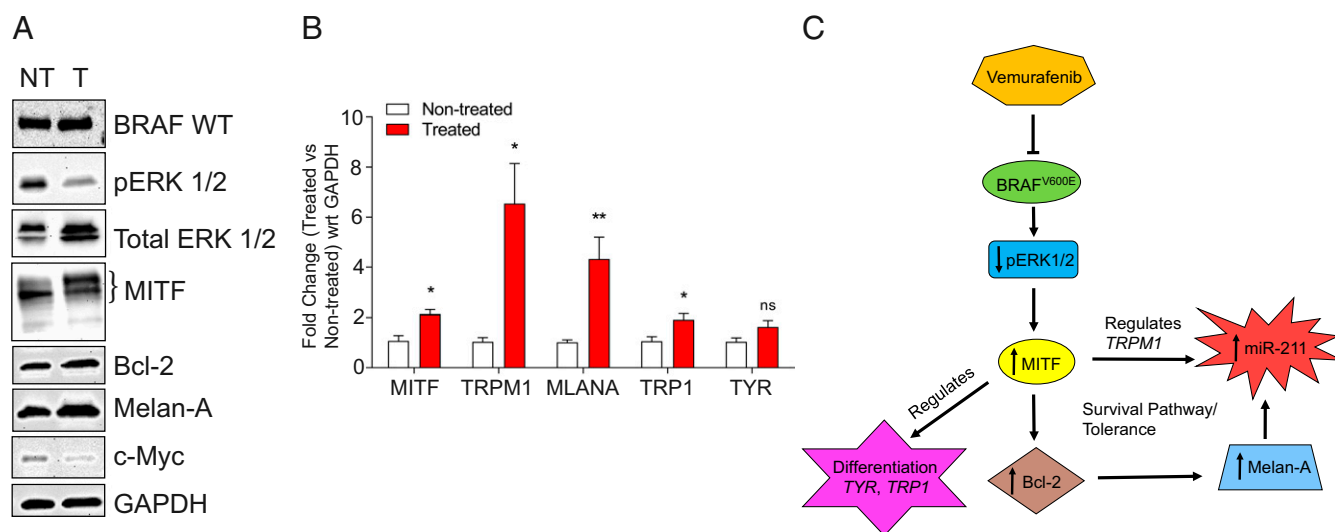 A
NT T
BRAF WT
pERK 1/2
Total ERK 1/2
MITF
Bcl-2
Melan-A
c-Myc
GAPDH
B
Non-treated
Treated
Fold Change (Treated vs
Non-treated) wrt GAPDH
10
8
6
4
2
0
*
*
**
*
ns
MITF TRPM1 MLANA TRP1 TYR
C
Vemurafenib
BRAFV600E
↓pERK1/2
↑MITF
Regulates
TRPM1
↑miR-211
Regulates
Survival Pathway/
Tolerance
Differentiation
TYR, TRP1
↑Bcl-2
↑Melan-A